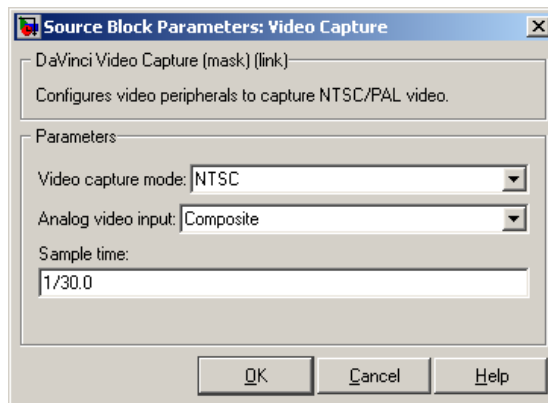 Source Block Parameters: Video Capture
DaVinci Video Capture (mask) (link)
Configures video peripherals to capture NTSC/PAL video.
Parameters
Video capture mode: NTSC
Analog video input: Composite
Sample time:
1/30.0
OK Cancel Help